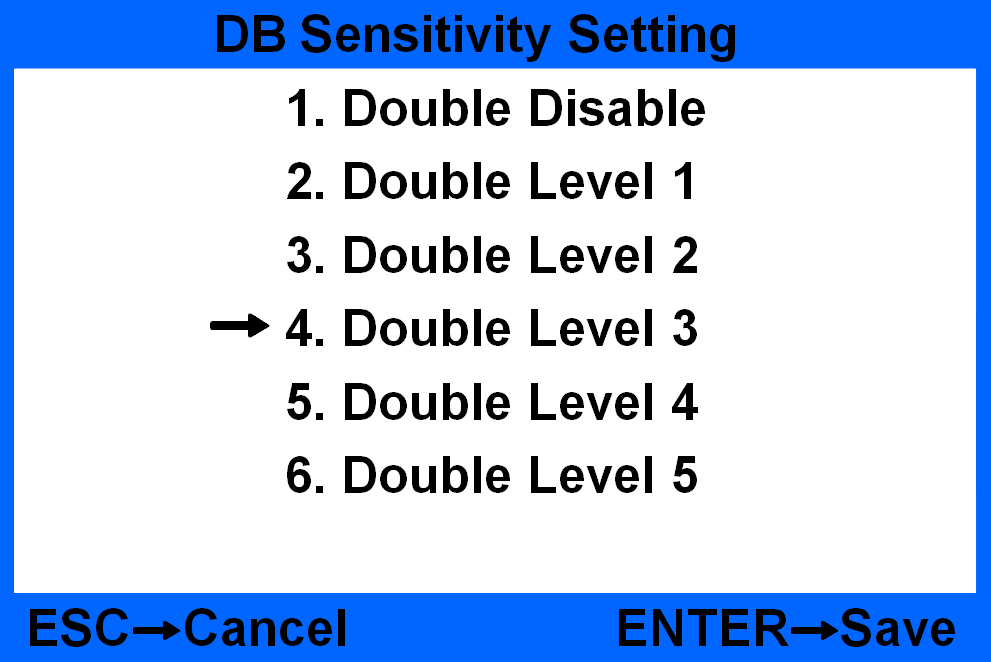 DB Sensitivity Setting
1. Double Disable
2. Double Level 1
3. Double Level 2
→ 4. Double Level 3
5. Double Level 4
6. Double Level 5
ESC→Cancel ENTER→Save